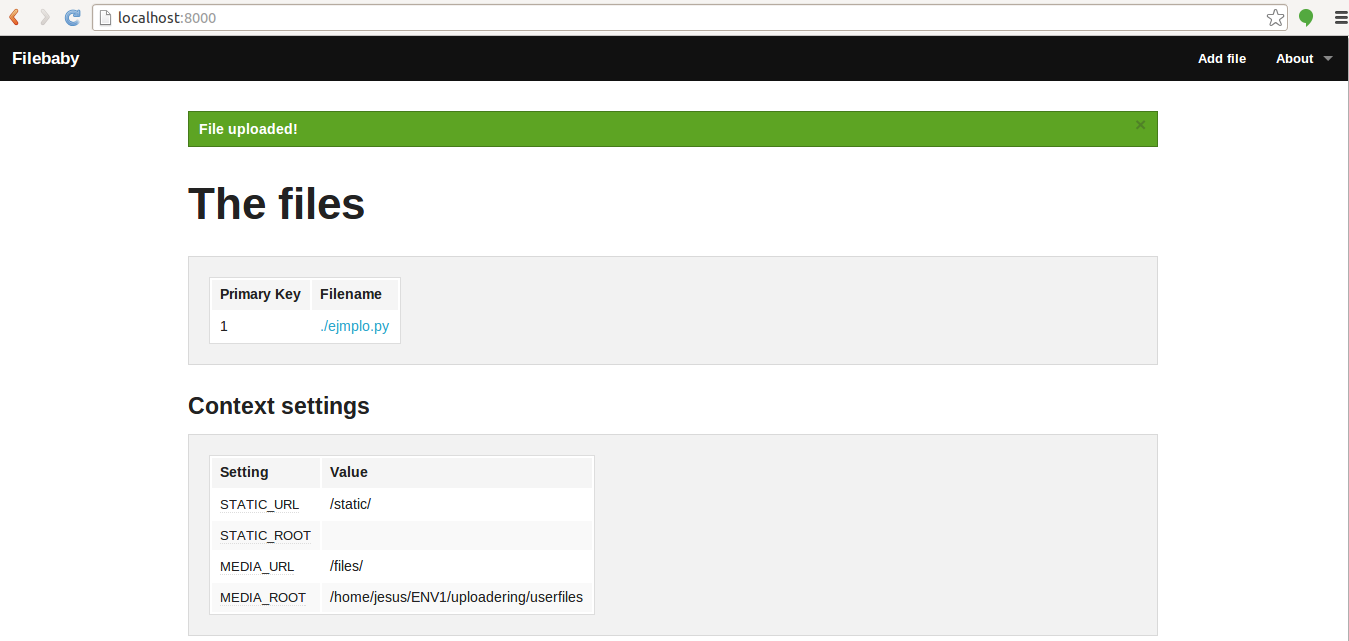 localhost:8000
Filebaby Add file About
File uploaded! ×
The files
Primary Key Filename
1 ./ejmplo.py
Context settings
Setting Value
STATIC_URL /static/
STATIC_ROOT
MEDIA_URL /files/
MEDIA_ROOT /home/jesus/ENV1/uploadering/userfiles